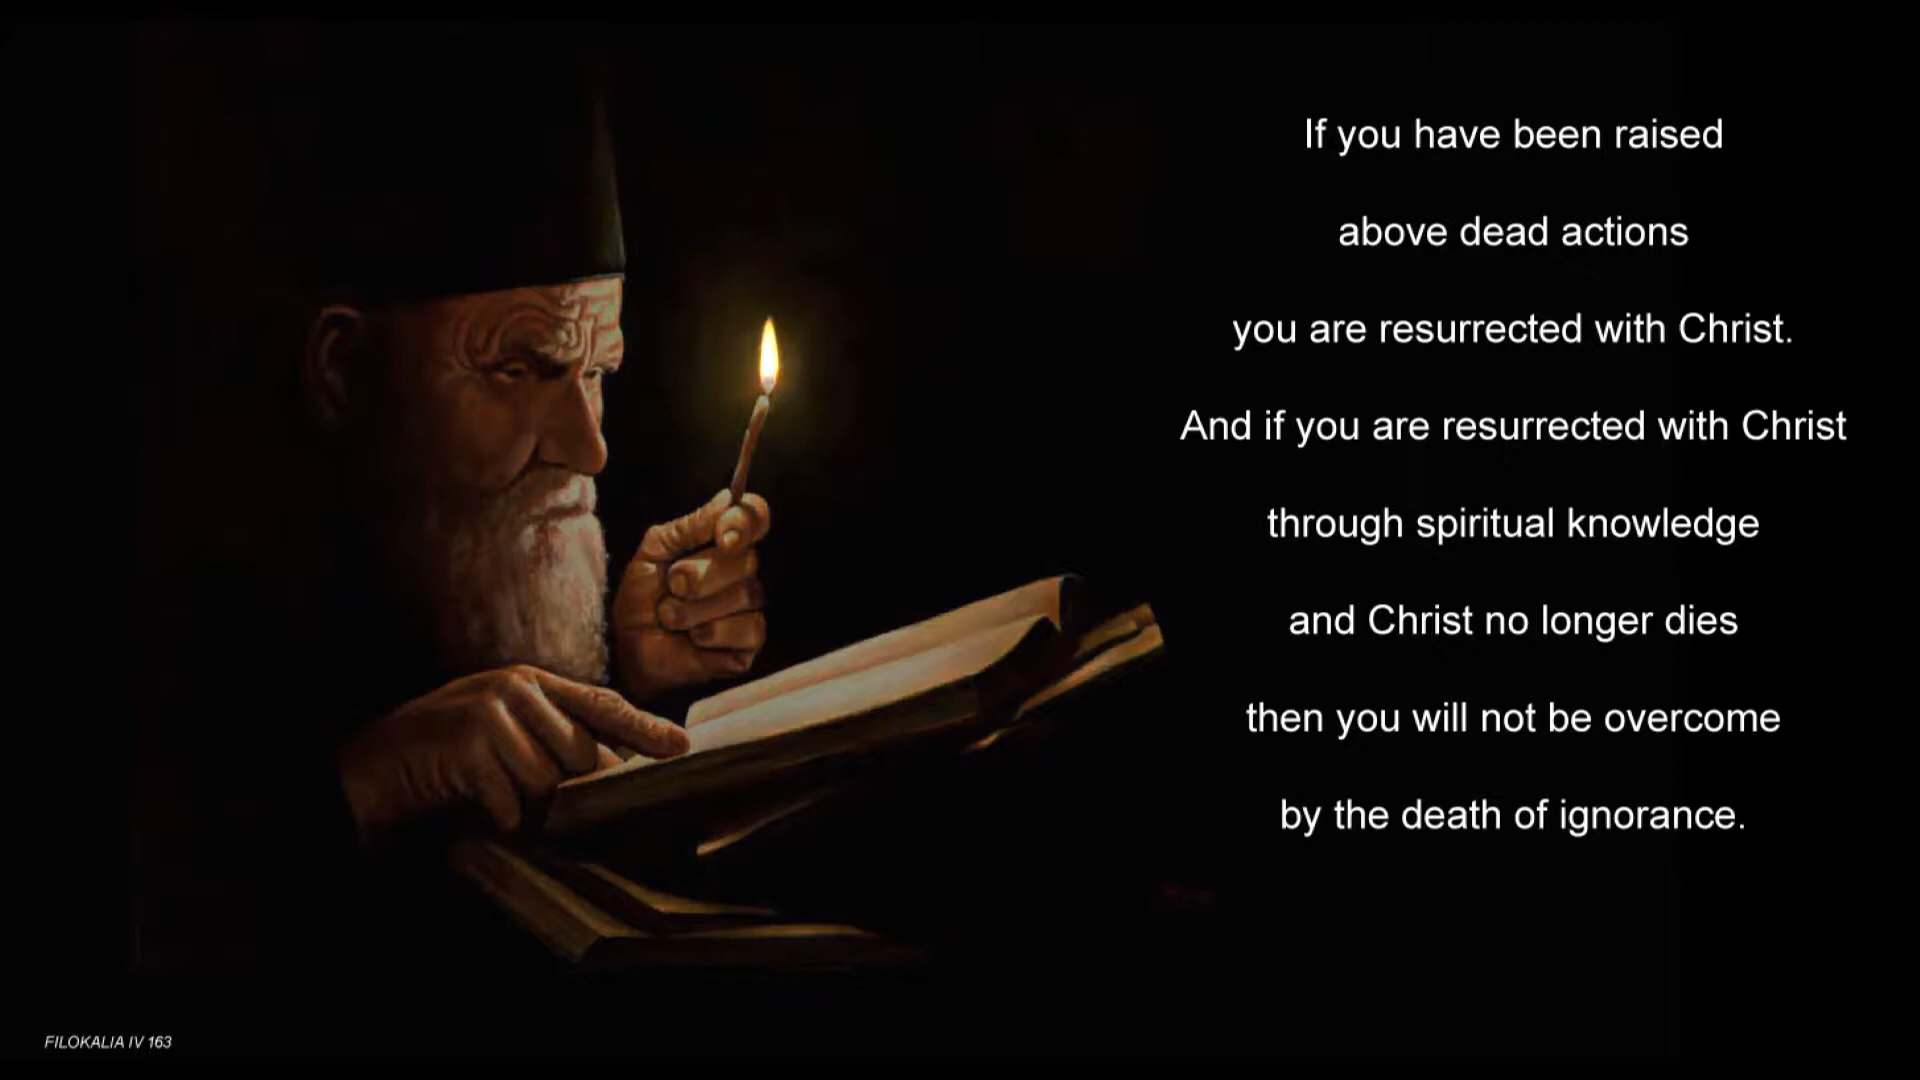 If you have been raised
above dead actions
you are resurrected with Christ.
And if you are resurrected with Christ
through spiritual knowledge
and Christ no longer dies
then you will not be overcome
by the death of ignorance.
FILOKALIA IV 163